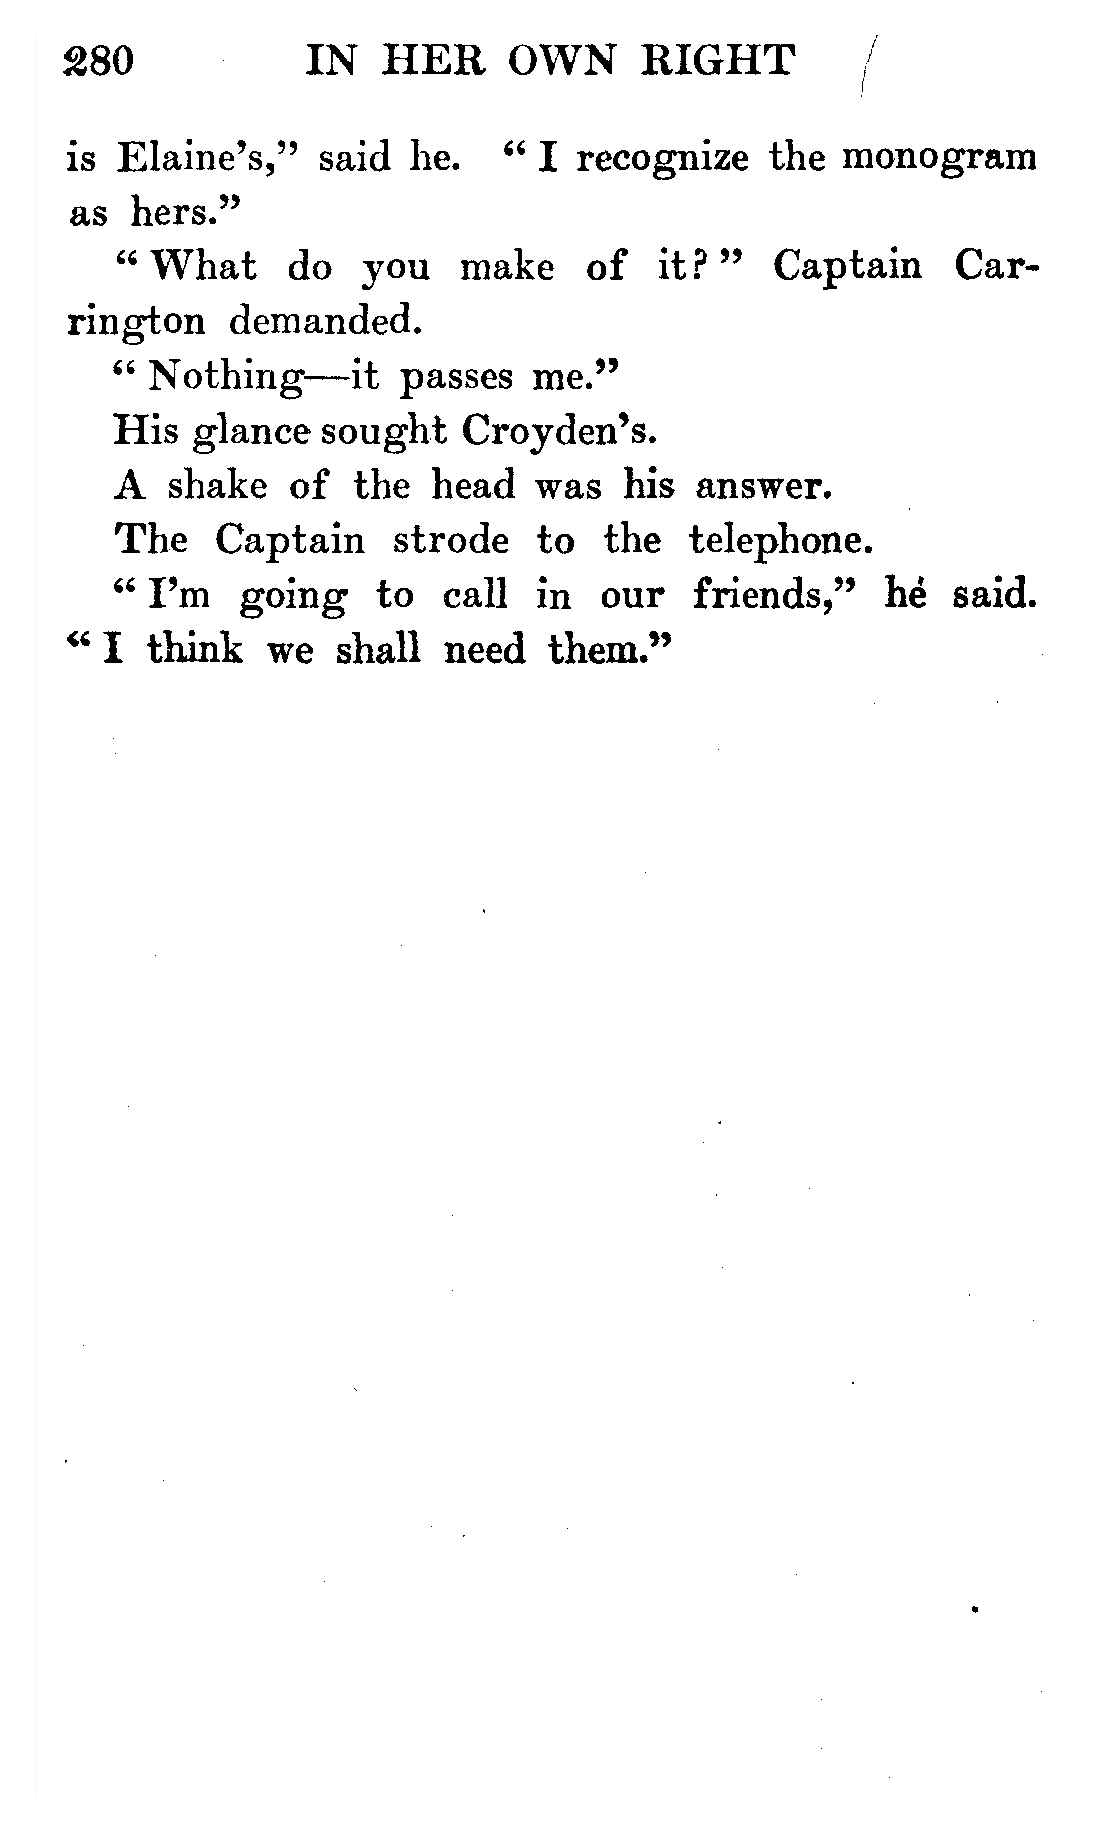 280 IN HER OWN RIGHT
is Elaine's," said he. "I recognize the monogram
as hers."
"What do you make of it?" Captain Car-
rington demanded.
"Nothing—it passes me."
His glance sought Croyden's.
A shake of the head was his answer.
The Captain strode to the telephone.
"I'm going to call in our friends," he said.
"I think we shall need them."